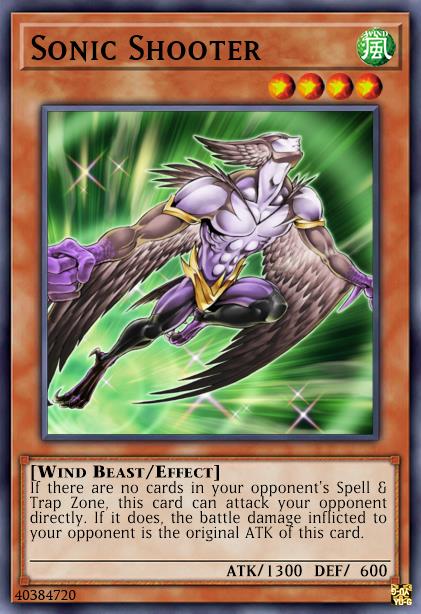 Sonic Shooter
WIND
風
[Wind Beast/Effect]
If there are no cards in your opponent's Spell &
Trap Zone, this card can attack your opponent
directly. If it does, the battle damage inflicted to
your opponent is the original ATK of this card.
ATK/1300 DEF/ 600
40384720